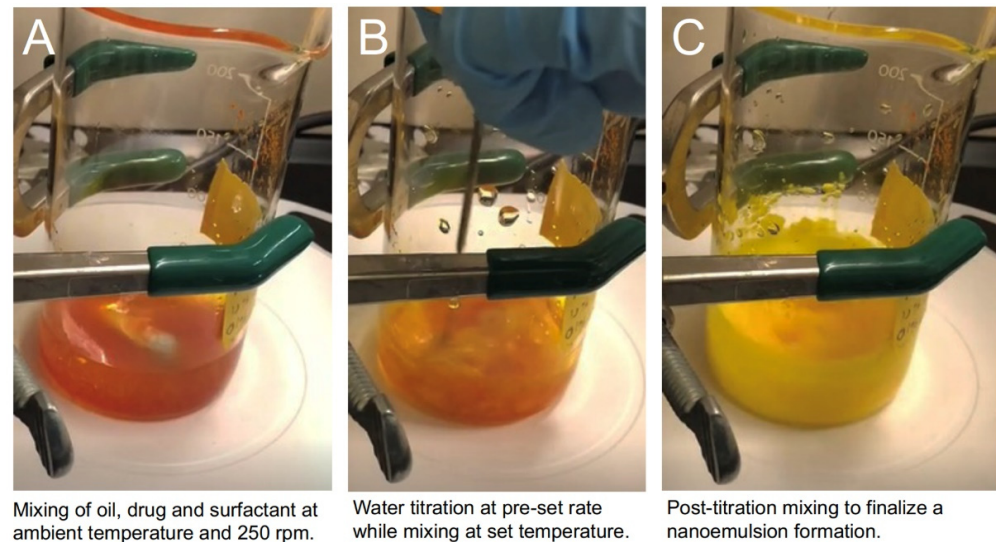 A
B
C
200
200
Mixing of oil, drug and surfactant at
ambient temperature and 250 rpm.
Water titration at pre-set rate
while mixing at set temperature.
Post-titration mixing to finalize a
nanoemulsion formation.